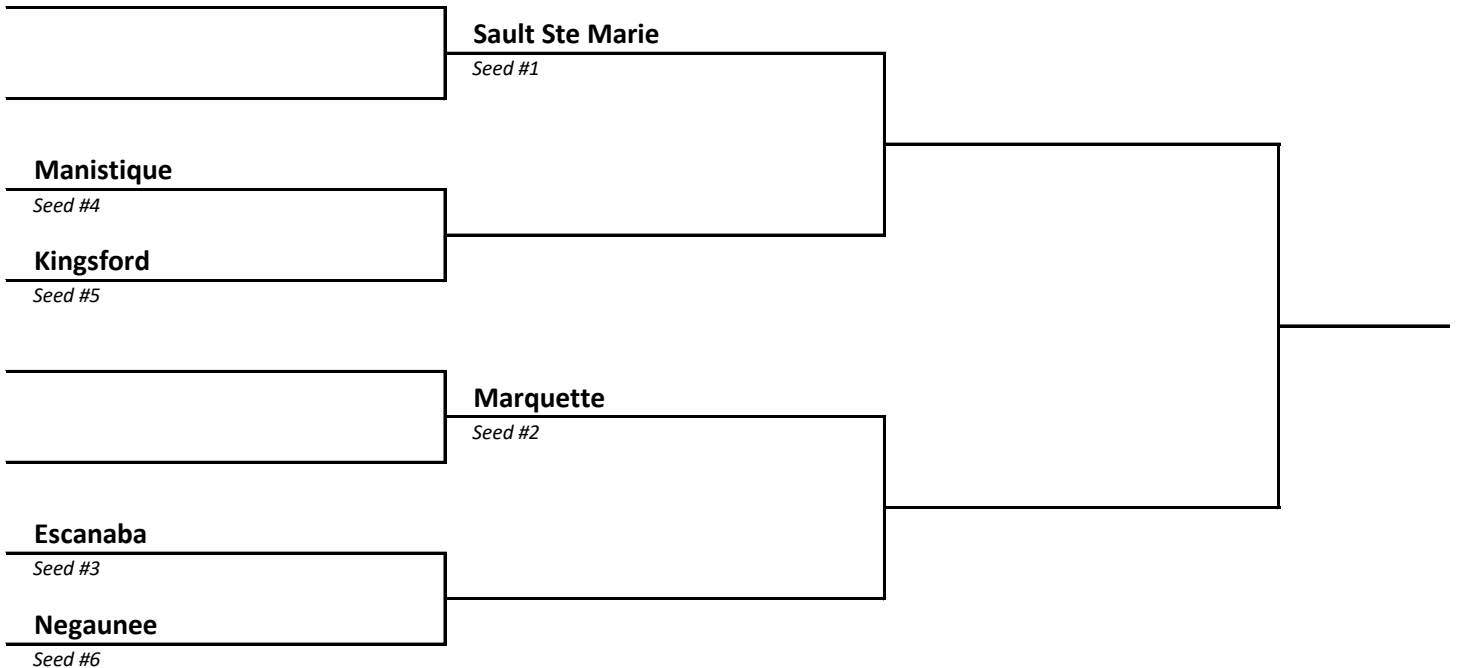 Sault Ste Marie
Seed #1
Manistique
Seed #4
Kingsford
Seed #5
Marquette
Seed #2
Escanaba
Seed #3
Negaunee
Seed #6